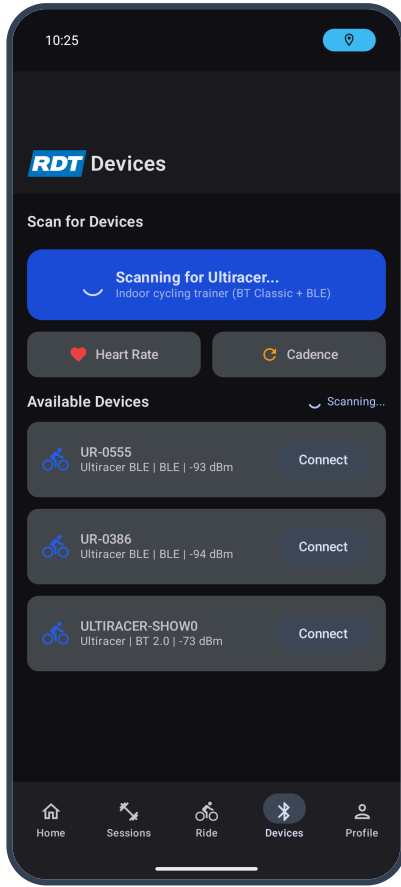 10:25
RDT Devices
Scan for Devices
Scanning for Ultiracer...
Indoor cycling trainer (BT Classic + BLE)
Heart Rate
Cadence
Available Devices
Scanning...
UR-0555
Ultiracer BLE | BLE | -93 dBm
Connect
UR-0386
Ultiracer BLE | BLE | -94 dBm
Connect
ULTIRACER-SHOW0
Ultiracer | BT 2.0 | -73 dBm
Connect
Home
Sessions
Ride
Devices
Profile